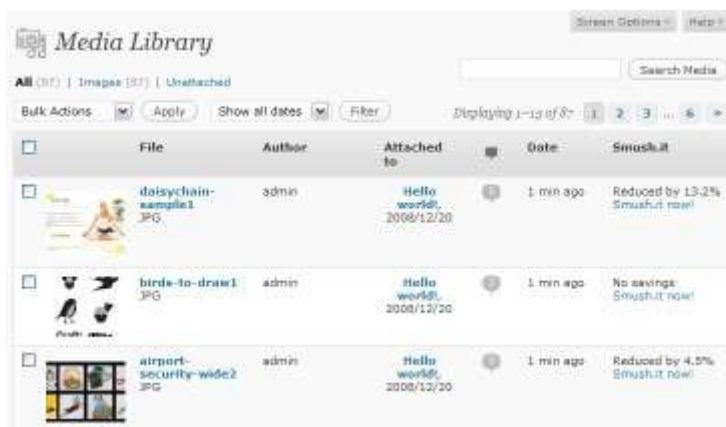 Screen Options Help
Media Library
Search Media
All (87) | Images (87) | Unattached
Bulk Actions Apply Show all dates Filter Displaying 1-15 of 87 1 2 3 ... 6 »
File Author Attached to Date Smush.it
daisychain-sample1 admin Hello world!, 1 min ago Reduced by 13.2%
JPG 2008/12/20 Smush.it now!
birds-to-draw1 admin Hello world!, 1 min ago No savings
JPG 2008/12/20 Smush.it now!
airport-security-wide2 admin Hello world!, 1 min ago Reduced by 4.5%
JPG 2008/12/20 Smush.it now!